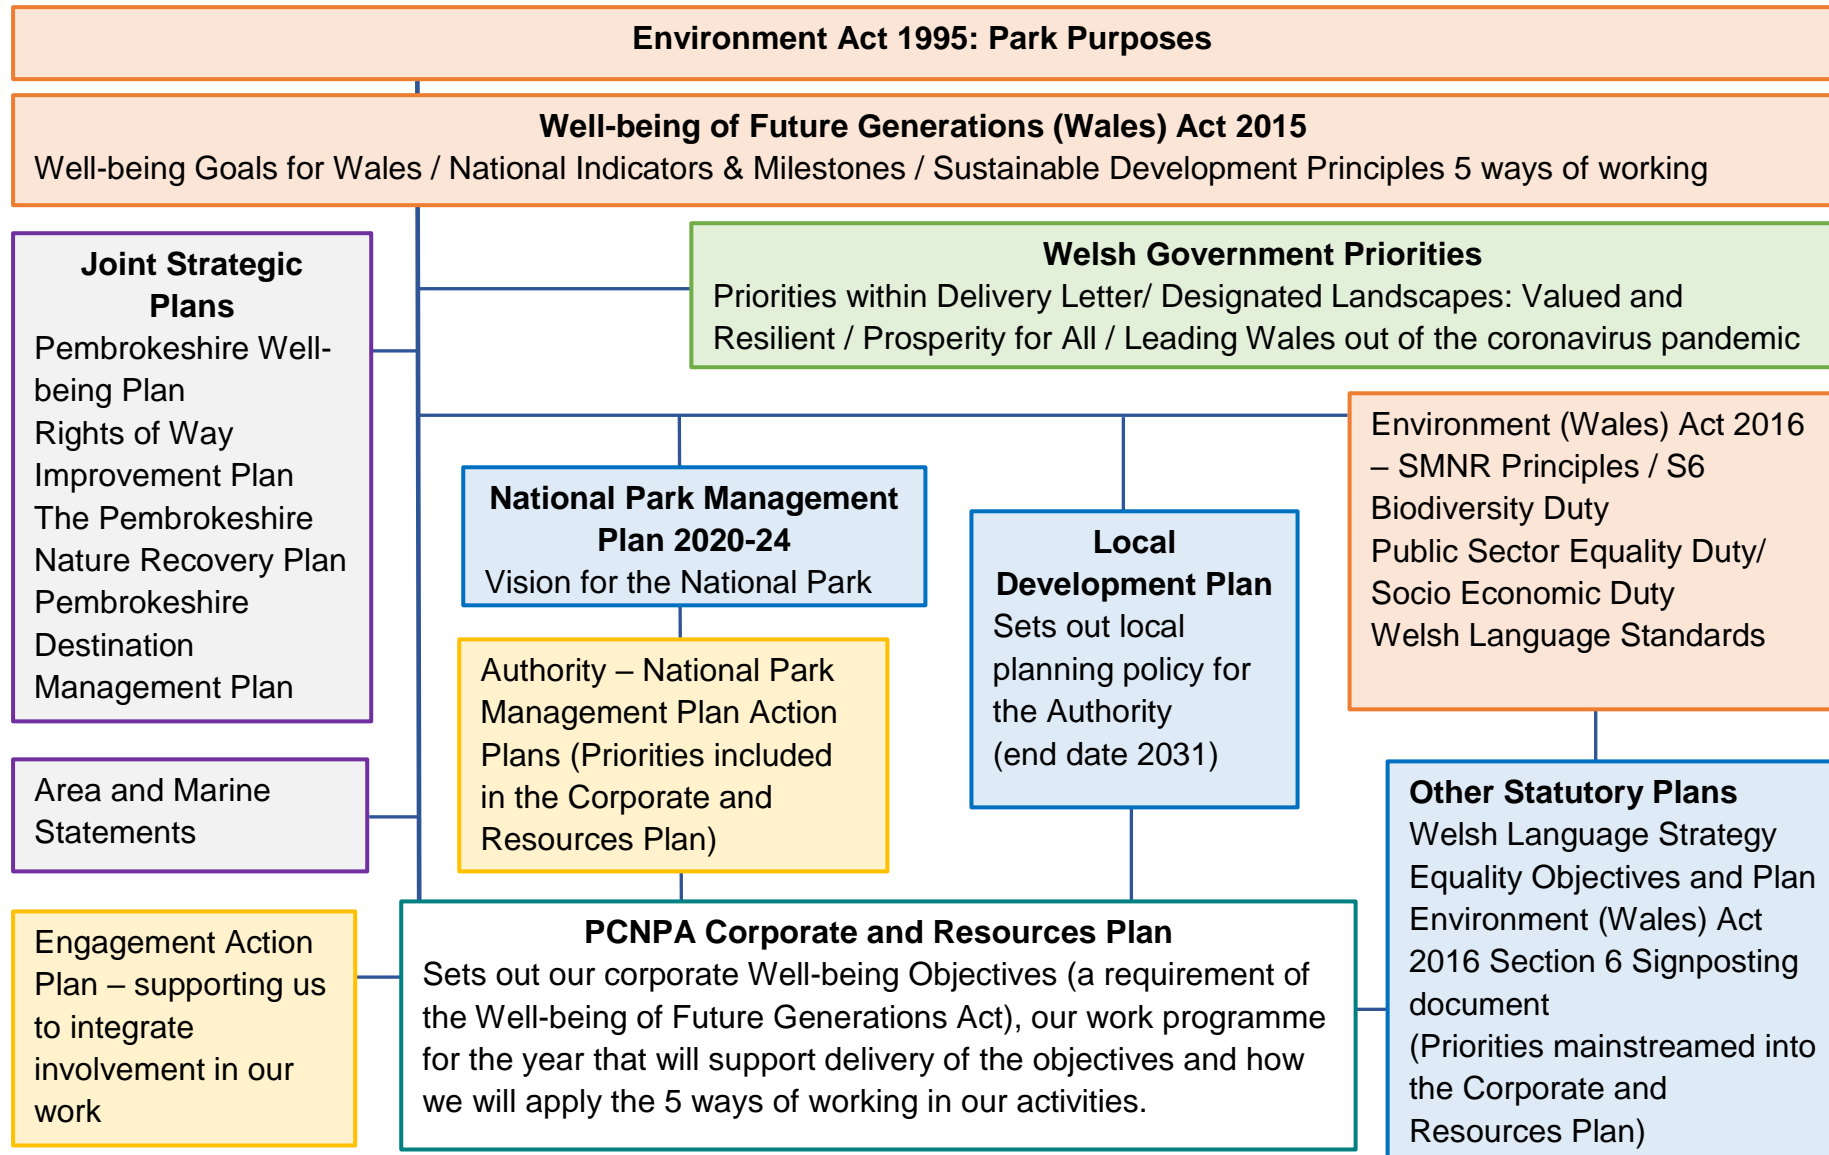 Environment Act 1995: Park Purposes
Well-being of Future Generations (Wales) Act 2015
Well-being Goals for Wales / National Indicators & Milestones / Sustainable Development Principles 5 ways of working
Joint Strategic
Plans
Pembrokeshire Well-
being Plan
Rights of Way
Improvement Plan
The Pembrokeshire
Nature Recovery Plan
Pembrokeshire
Destination
Management Plan
Welsh Government Priorities
Priorities within Delivery Letter/ Designated Landscapes: Valued and
Resilient / Prosperity for All / Leading Wales out of the coronavirus pandemic
National Park Management
Plan 2020-24
Vision for the National Park
Local
Development Plan
Sets out local
planning policy for
the Authority
(end date 2031)
Environment (Wales) Act 2016
– SMNR Principles / S6
Biodiversity Duty
Public Sector Equality Duty/
Socio Economic Duty
Welsh Language Standards
Authority – National Park
Management Plan Action
Plans (Priorities included
in the Corporate and
Resources Plan)
Area and Marine
Statements
Other Statutory Plans
Welsh Language Strategy
Equality Objectives and Plan
Environment (Wales) Act
2016 Section 6 Signposting
document
(Priorities mainstreamed into
the Corporate and
Resources Plan)
Engagement Action
Plan – supporting us
to integrate
involvement in our
work
PCNPA Corporate and Resources Plan
Sets out our corporate Well-being Objectives (a requirement of
the Well-being of Future Generations Act), our work programme
for the year that will support delivery of the objectives and how
we will apply the 5 ways of working in our activities.